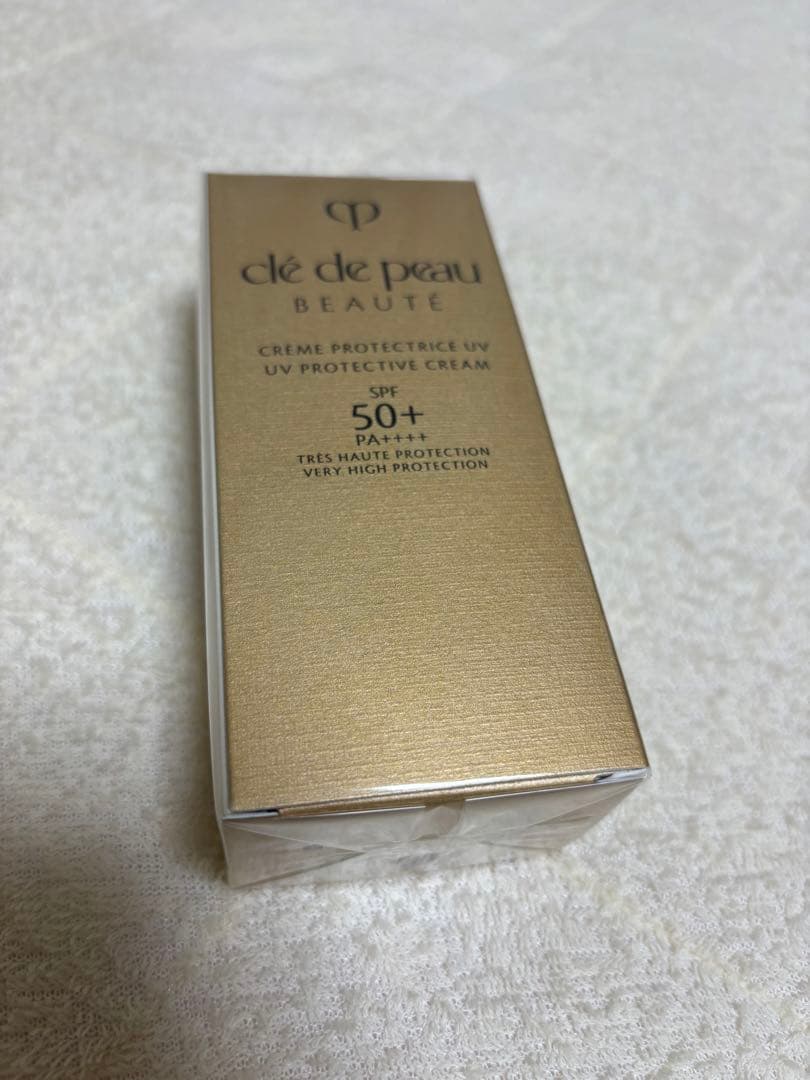 clé de peau
BEAUTÉ
CRÈME PROTECTRICE UV
UV PROTECTIVE CREAM
SPF
50+
PA++++
TRÈS HAUTE PROTECTION
VERY HIGH PROTECTION